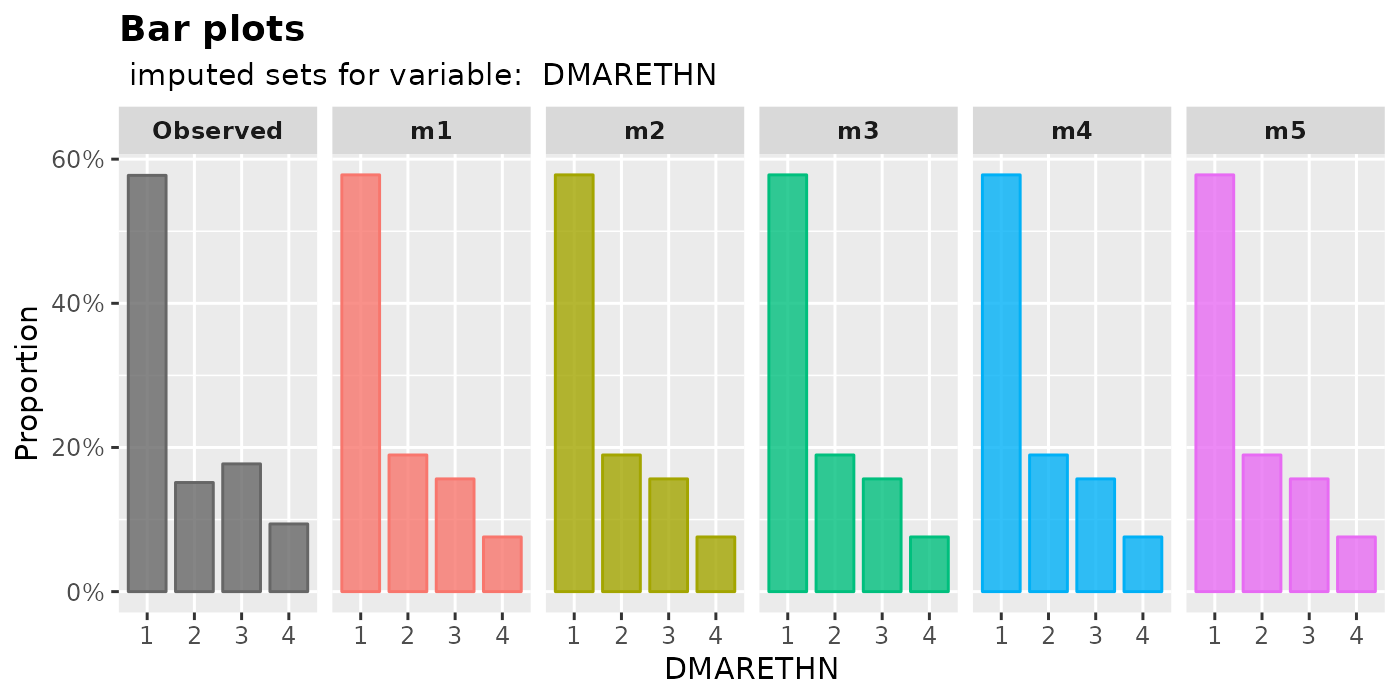 Bar plots
imputed sets for variable:  DMARETHN
Observed m1 m2 m3 m4 m5
60%
40%
20%
0%
Proportion
1 2 3 4 1 2 3 4 1 2 3 4 1 2 3 4 1 2 3 4 1 2 3 4
DMARETHN